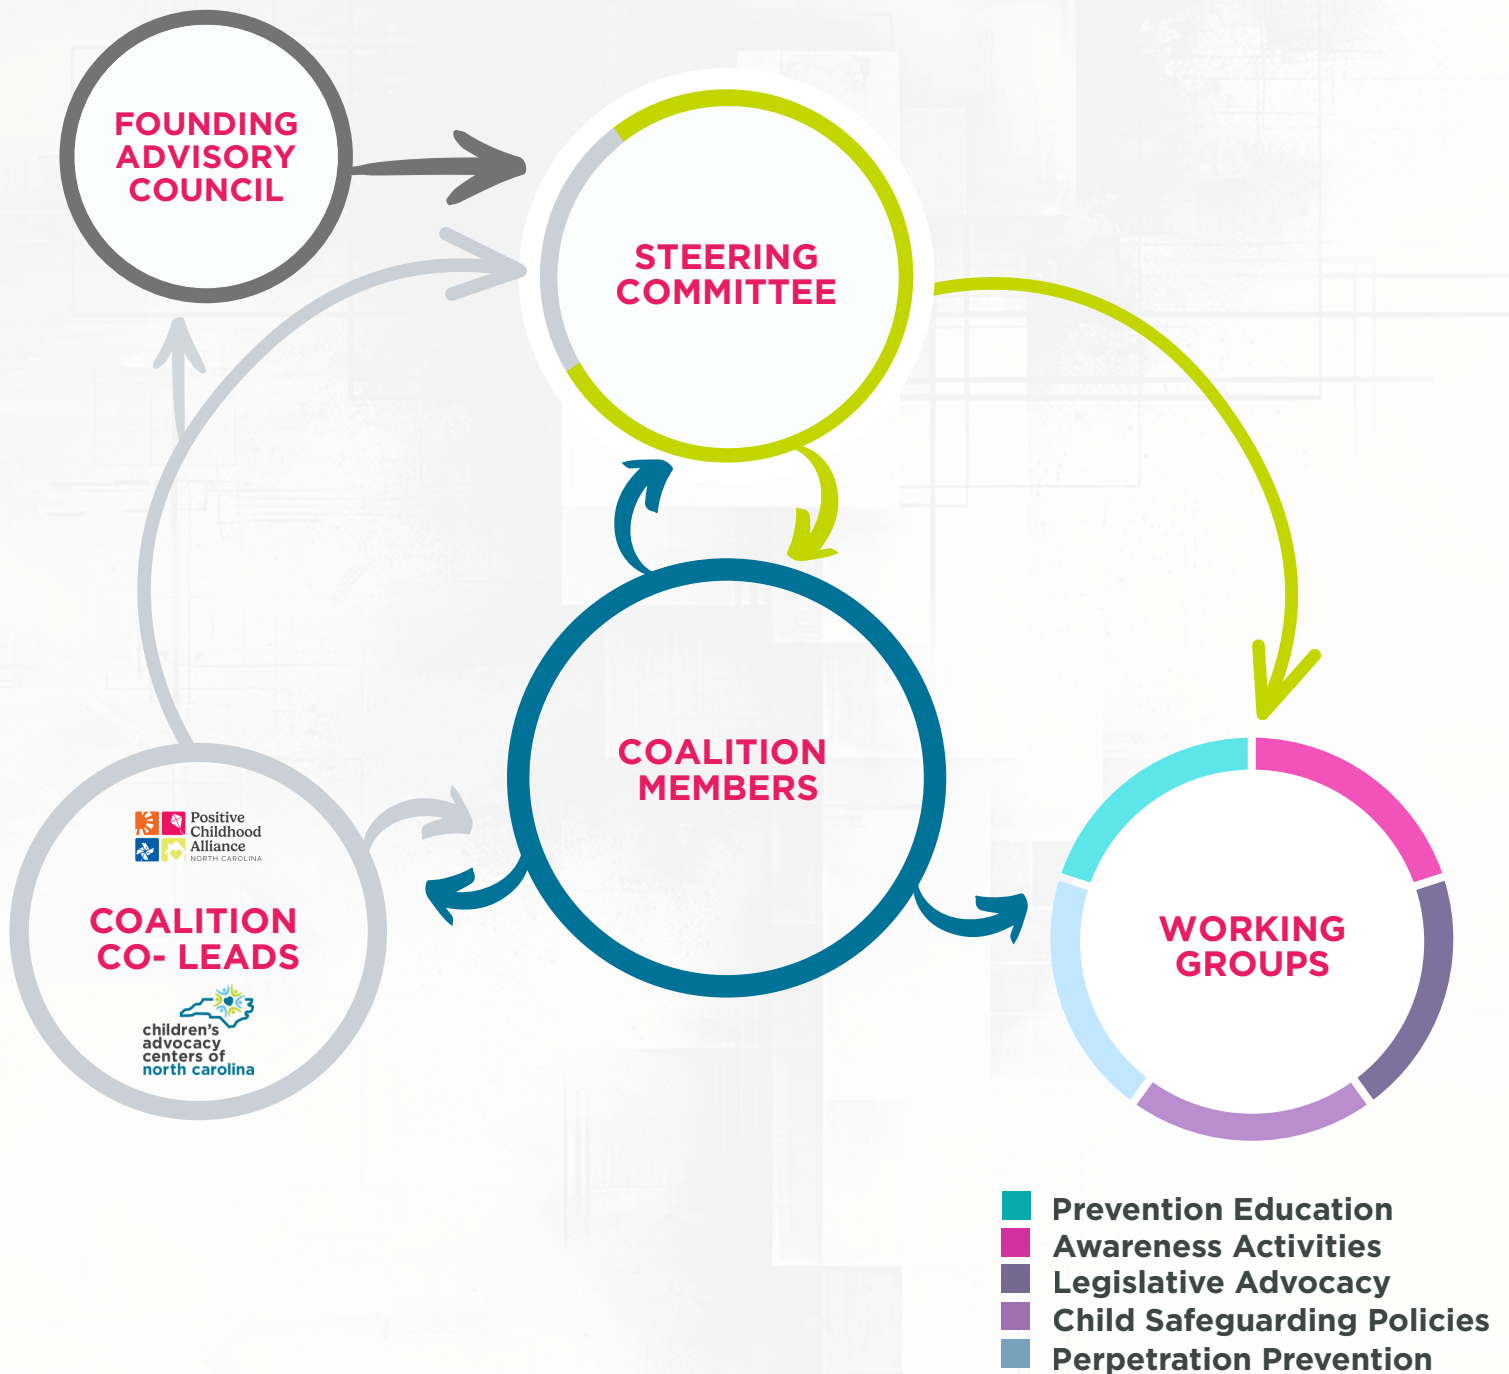 FOUNDING
ADVISORY
COUNCIL
STEERING
COMMITTEE
COALITION
MEMBERS
Positive
Childhood
Alliance
NORTH CAROLINA
COALITION
CO- LEADS
children's
advocacy
centers of
north carolina
WORKING
GROUPS
Prevention Education
Awareness Activities
Legislative Advocacy
Child Safeguarding Policies
Perpetration Prevention